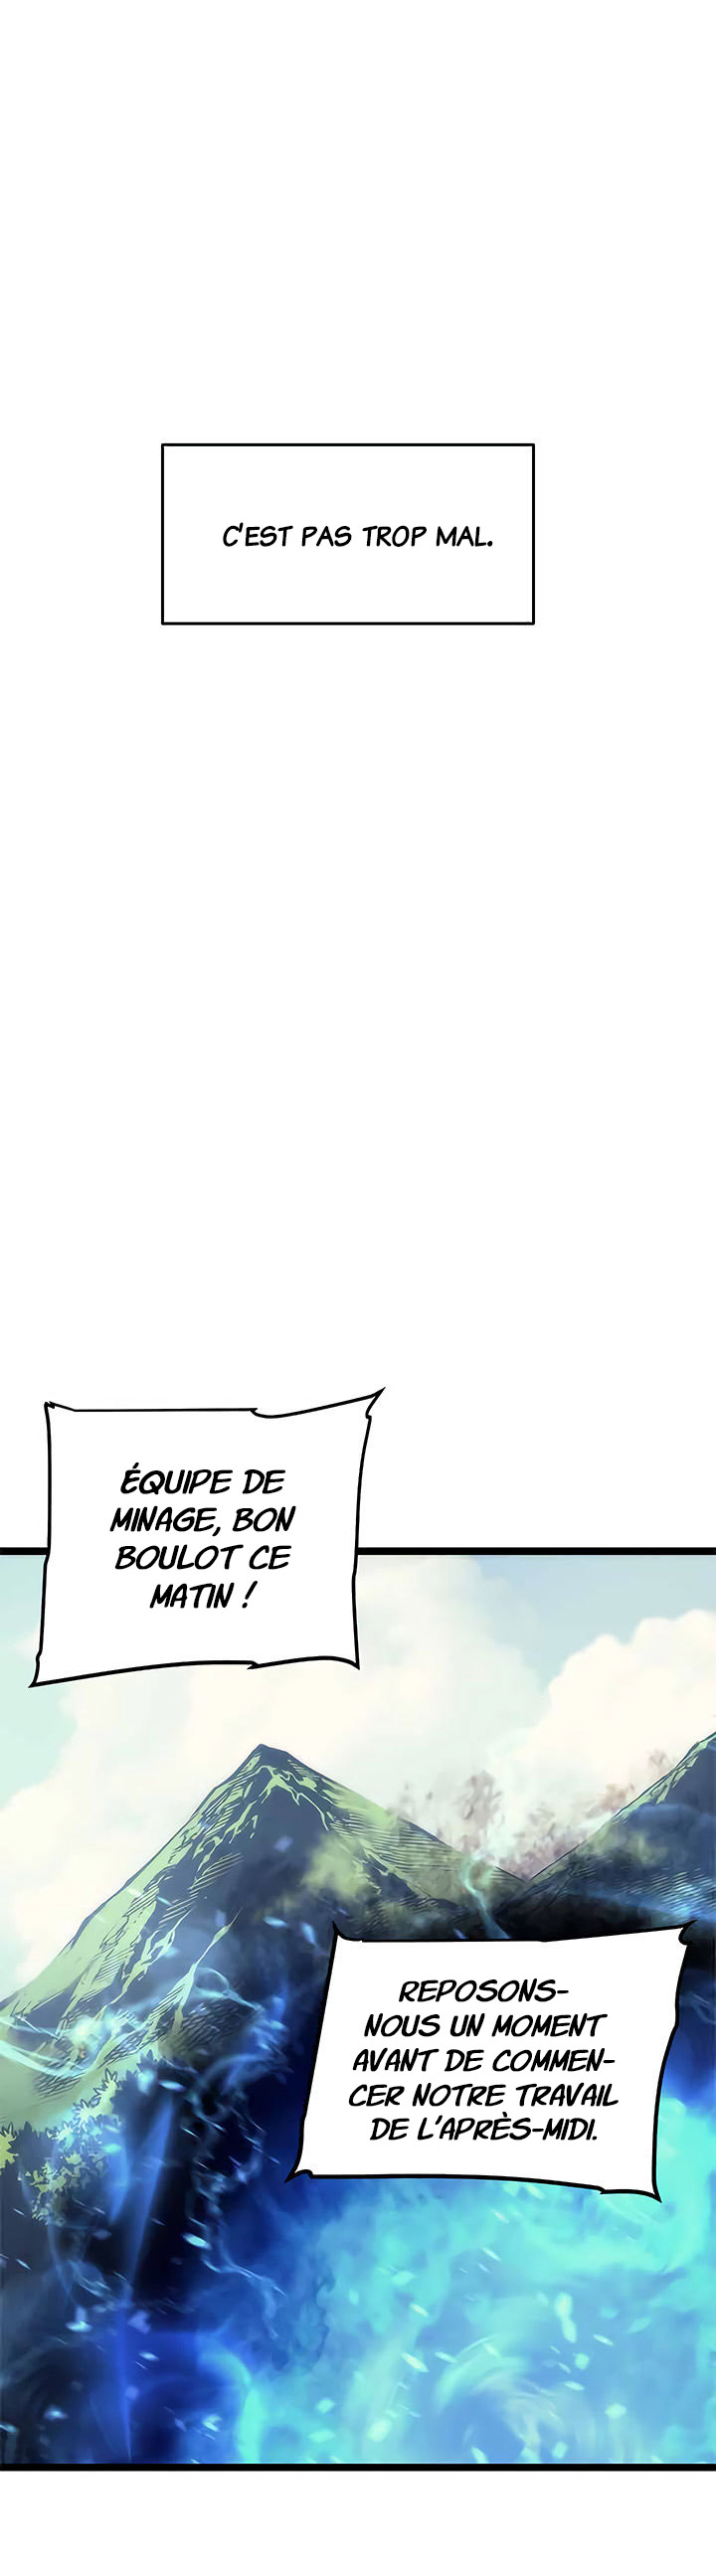 C'EST PAS TROP MAL.
ÉQUIPE DE
MINAGE, BON
BOULOT CE
MATIN !
REPOSONS-
NOUS UN MOMENT
AVANT DE COMMEN-
CER NOTRE TRAVAIL
DE L'APRÈS-MIDI.